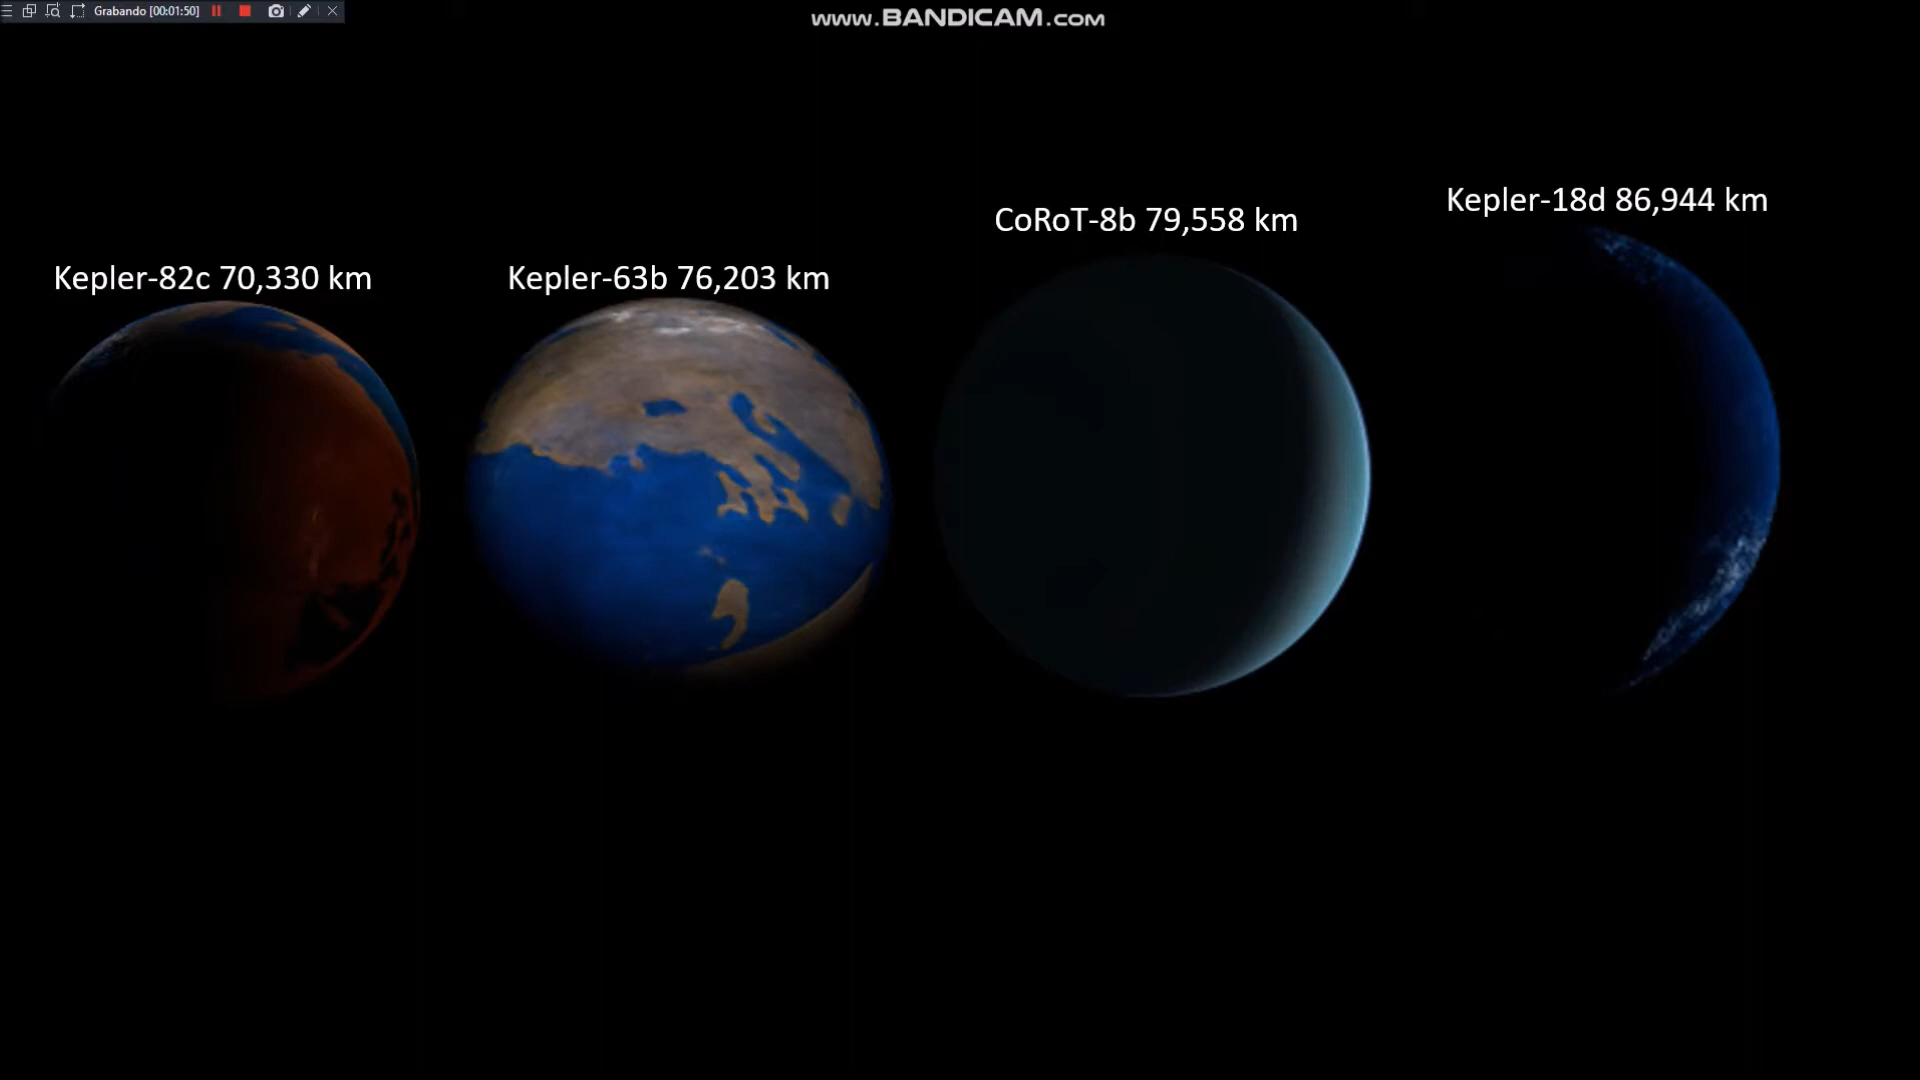 Grabando [00:01:50]
www.BANDICAM.com
Kepler-82c 70,330 km
Kepler-63b 76,203 km
CoRoT-8b 79,558 km
Kepler-18d 86,944 km